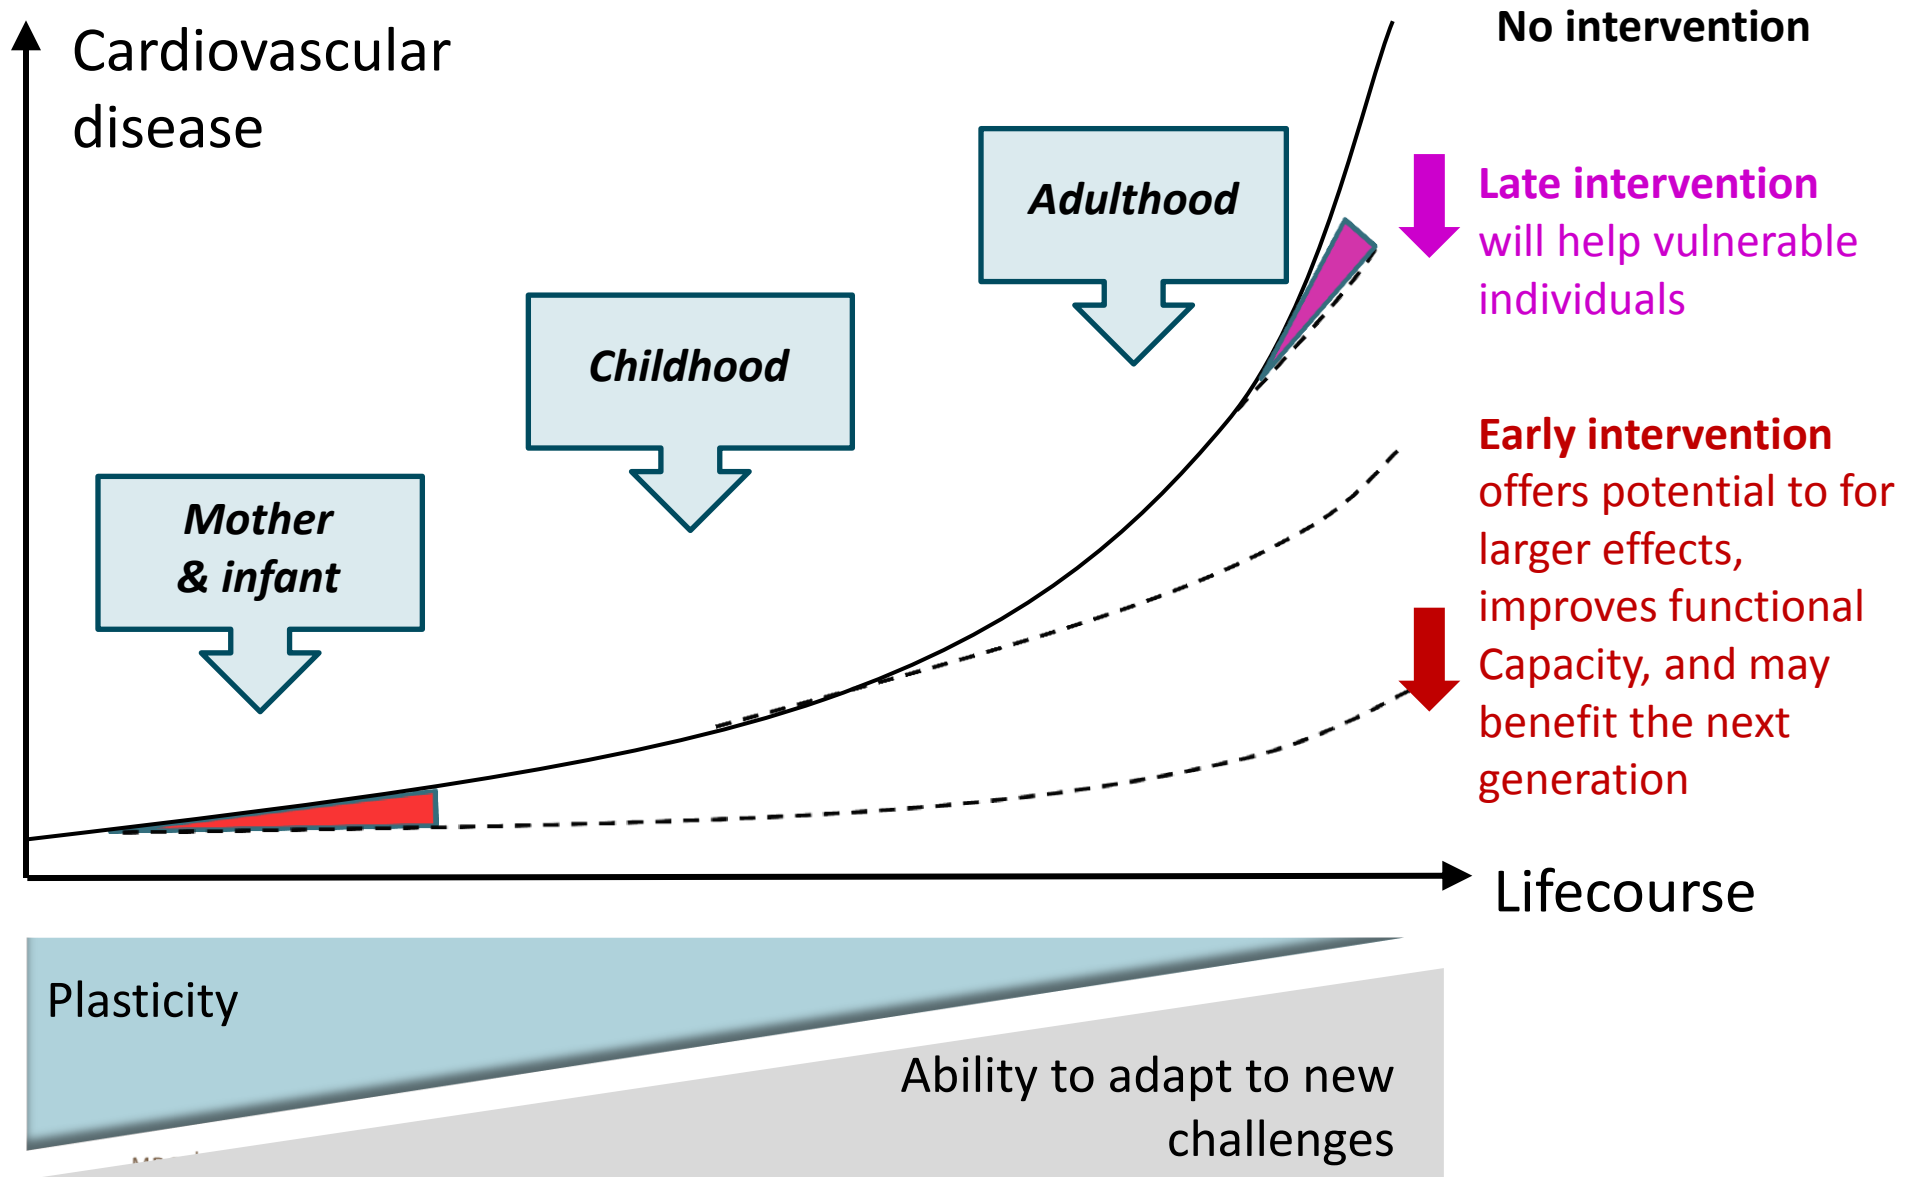 Cardiovascular
disease
No intervention
Adulthood
Late intervention
will help vulnerable
individuals
Childhood
Early intervention
offers potential to for
larger effects,
improves functional
Capacity, and may
benefit the next
generation
Mother
& infant
Lifecourse
Plasticity
Ability to adapt to new
challenges